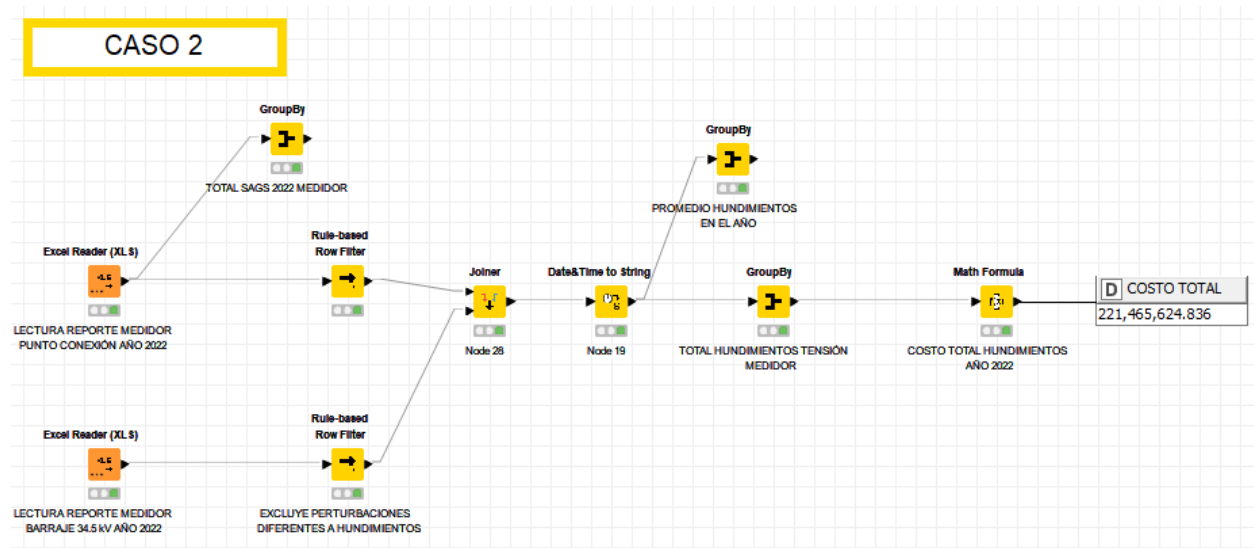 CASO 2
GroupBy
TOTAL SAGS 2022 MEDIDOR
GroupBy
PROMEDIO HUNDIMIENTOS
EN EL AÑO
Excel Reader (XLS)
LECTURA REPORTE MEDIDOR
PUNTO CONEXIÓN AÑO 2022
Rule-based
Row Filter
Joiner
Node 28
Date&Time to String
Node 19
GroupBy
TOTAL HUNDIMIENTOS TENSIÓN
MEDIDOR
Math Formula
COSTO TOTAL HUNDIMIENTOS
AÑO 2022
D COSTO TOTAL
221,465,624.836
Excel Reader (XLS)
LECTURA REPORTE MEDIDOR
BARRAJE 34.5 kV AÑO 2022
Rule-based
Row Filter
EXCLUYE PERTURBACIONES
DIFERENTES A HUNDIMIENTOS